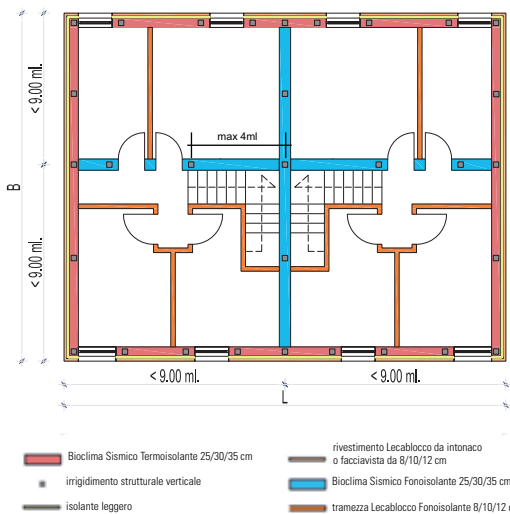 < 9.00 ml.
max 4ml
B
< 9.00 ml.
< 9.00 ml.
< 9.00 ml.
L
Bioclima Sismico Termoisolante 25/30/35 cm
irrigidimento strutturale verticale
isolante leggero
rivestimento Lecablocco da intonaco
o facciavista da 8/10/12 cm
Bioclima Sismico Fonoisolante 25/30/35 cm
tramezza Lecablocco Fonoisolante 8/10/12 c